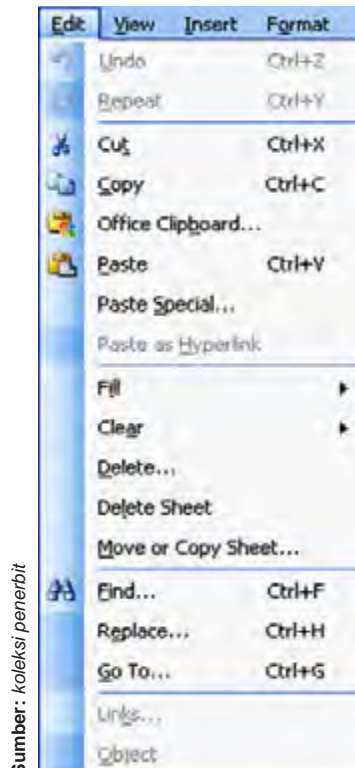 Edit View Insert Format
Undo Ctrl+Z
Repeat Ctrl+Y
Cut Ctrl+X
Copy Ctrl+C
Office Clipboard...
Paste Ctrl+V
Paste Special...
Paste as Hyperlink
Fill
Clear
Delete...
Delete Sheet
Move or Copy Sheet...
Find... Ctrl+F
Replace... Ctrl+H
Go To... Ctrl+G
Links...
Object
Sumber: koleksi penerbit